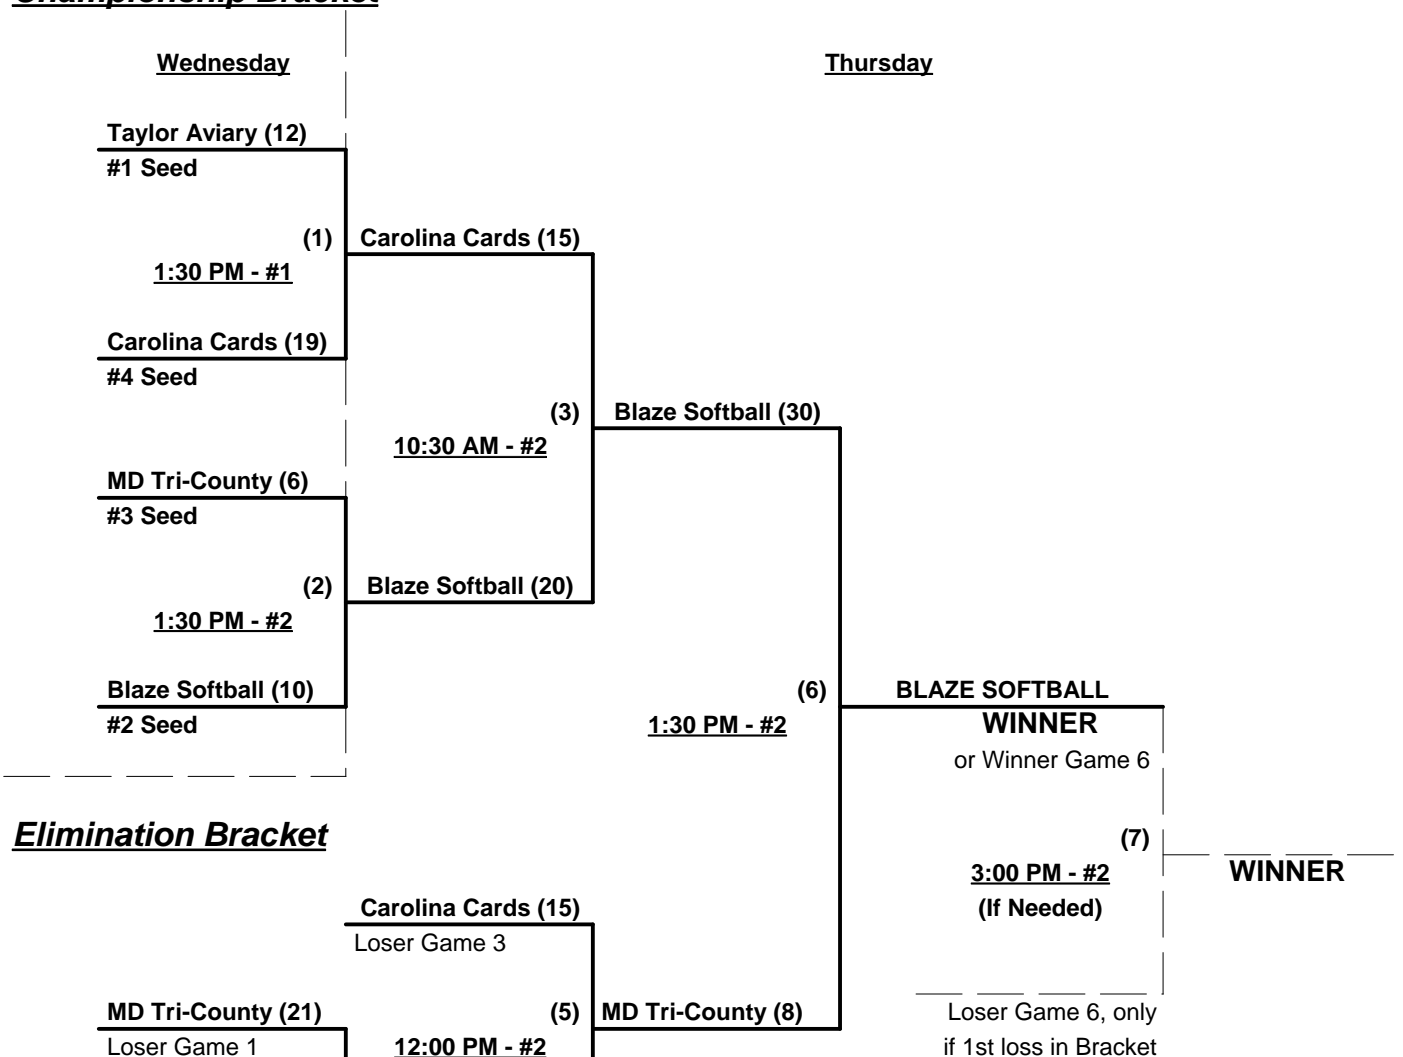 Championship Bracket
Wednesday
Thursday
Taylor Aviary (12)
#1 Seed
(1)
Carolina Cards (15)
1:30 PM - #1
Carolina Cards (19)
#4 Seed
(3)
Blaze Softball (30)
10:30 AM - #2
MD Tri-County (6)
#3 Seed
(2)
Blaze Softball (20)
1:30 PM - #2
Blaze Softball (10)
#2 Seed
(6)
BLAZE SOFTBALL
1:30 PM - #2
WINNER
or Winner Game 6
Elimination Bracket
(7)
3:00 PM - #2
WINNER
(If Needed)
Carolina Cards (15)
Loser Game 3
MD Tri-County (21)
(5)
MD Tri-County (8)
Loser Game 6, only
Loser Game 1
12:00 PM - #2
if 1st loss in Bracket